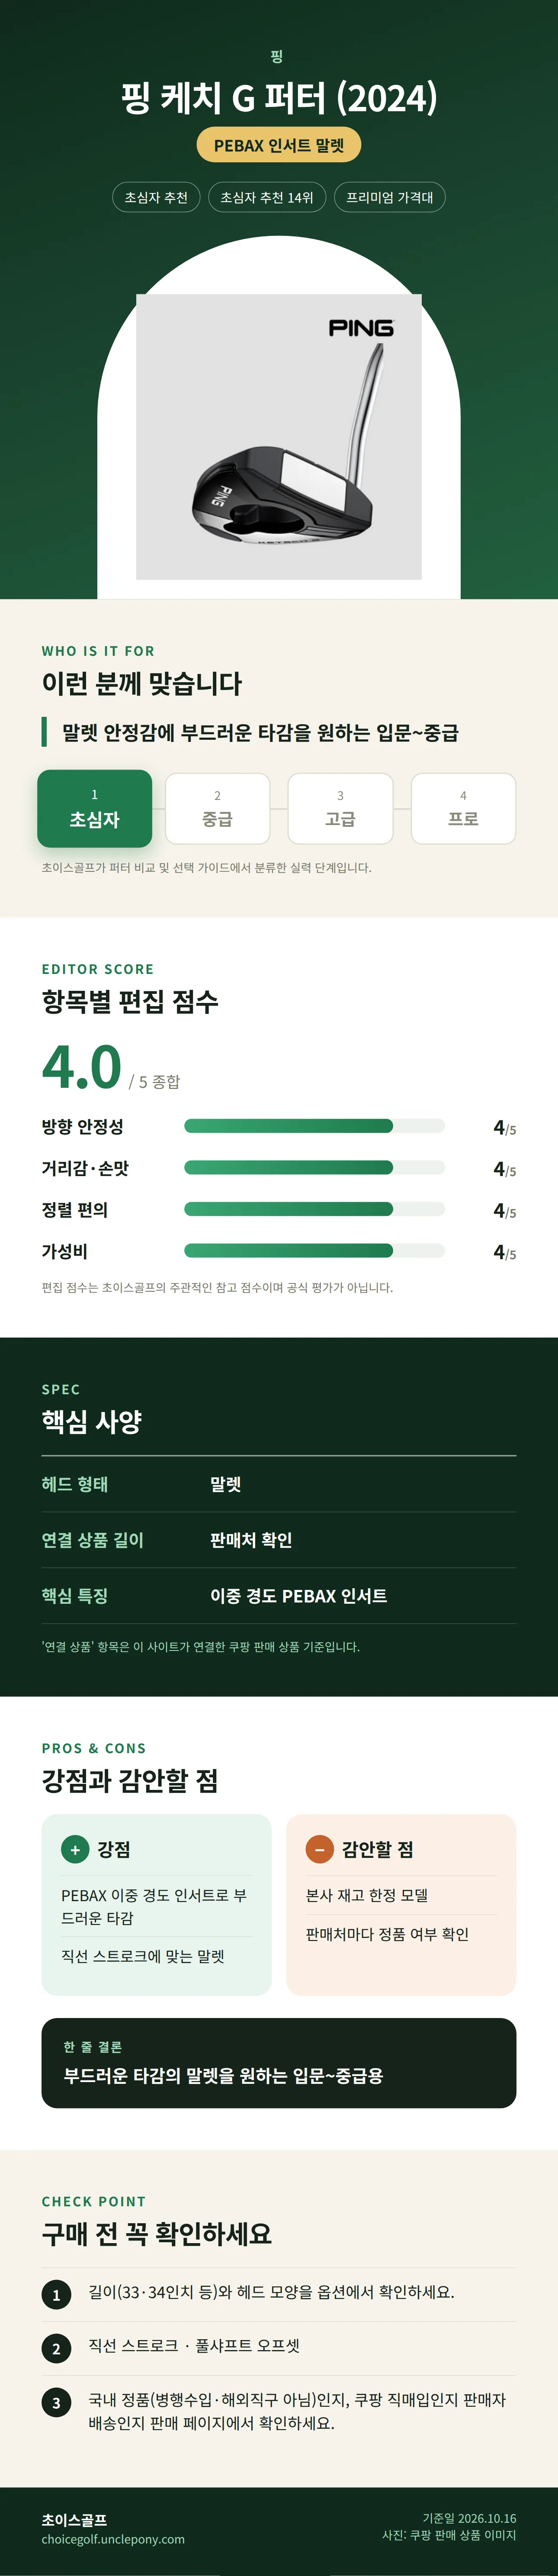 핑
핑 케치 G 퍼터 (2024)
PEBAX 인서트 말렛
초심자 추천
초심자 추천 14위
프리미엄 가격대
PING
PING
WHO IS IT FOR
이런 분께 맞습니다
말렛 안정감에 부드러운 타감을 원하는 입문~중급
1
초심자
2
중급
3
고급
4
프로
초이스골프가 퍼터 비교 및 선택 가이드에서 분류한 실력 단계입니다.
EDITOR SCORE
항목별 편집 점수
4.0 / 5 종합
방향 안정성 4/5
거리감·손맛 4/5
정렬 편의 4/5
가성비 4/5
편집 점수는 초이스골프의 주관적인 참고 점수이며 공식 평가가 아닙니다.
SPEC
핵심 사양
헤드 형태 말렛
연결 상품 길이 판매처 확인
핵심 특징 이중 경도 PEBAX 인서트
'연결 상품' 항목은 이 사이트가 연결한 쿠팡 판매 상품 기준입니다.
PROS & CONS
강점과 감안할 점
+ 강점
PEBAX 이중 경도 인서트로 부
드러운 타감
직선 스트로크에 맞는 말렛
− 감안할 점
본사 재고 한정 모델
판매처마다 정품 여부 확인
한 줄 결론
부드러운 타감의 말렛을 원하는 입문~중급용
CHECK POINT
구매 전 꼭 확인하세요
1 길이(33·34인치 등)와 헤드 모양을 옵션에서 확인하세요.
2 직선 스트로크 · 풀샤프트 오프셋
3 국내 정품(병행수입·해외직구 아님)인지, 쿠팡 직매입인지 판매자
배송인지 판매 페이지에서 확인하세요.
초이스골프
choicegolf.unclepony.com
기준일 2026.10.16
사진: 쿠팡 판매 상품 이미지